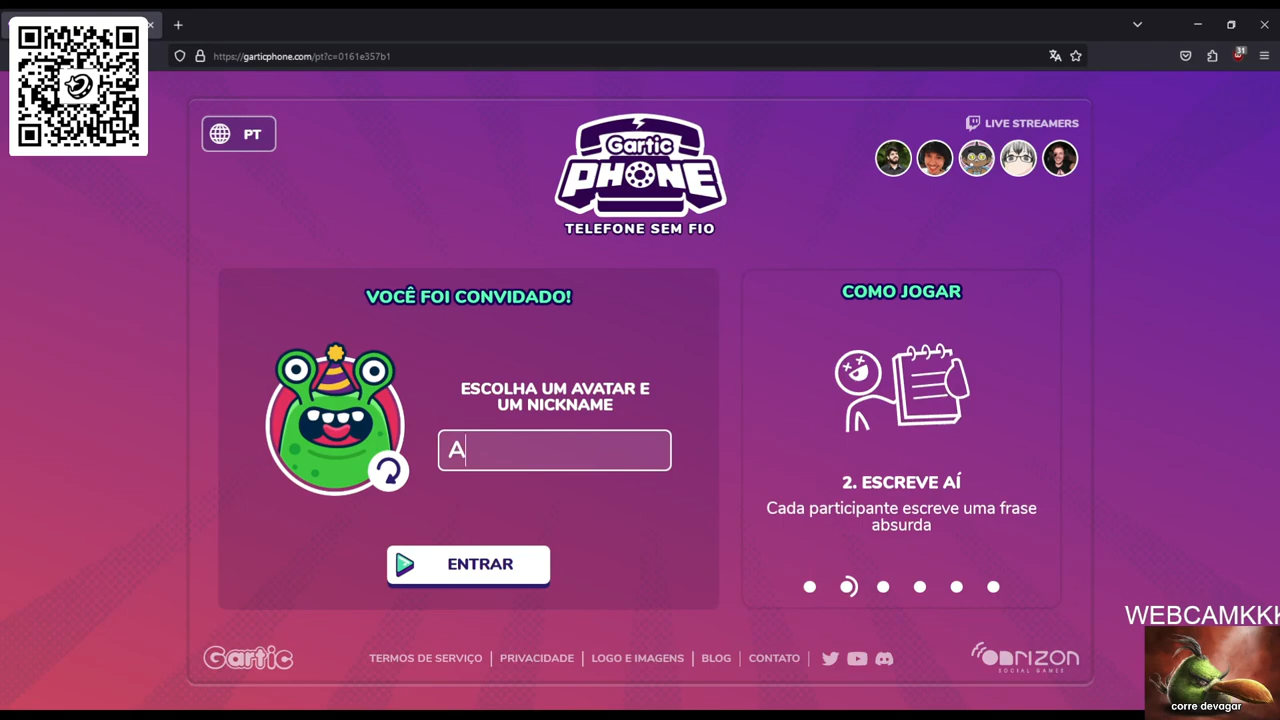 https://garticphone.com/pt?c=0161e357b1
31
PT
Gartic
PHONE
TELEFONE SEM FIO
LIVE STREAMERS
VOCÊ FOI CONVIDADO!
ESCOLHA UM AVATAR E
UM NICKNAME
A
ENTRAR
COMO JOGAR
2. ESCREVE AÍ
Cada participante escreve uma frase
absurda
WEBCAMKKK
corre devagar
Gartic
TERMOS DE SERVIÇO
PRIVACIDADE
LOGO E IMAGENS
BLOG
CONTATO
ONRIZON
SOCIAL GAMES